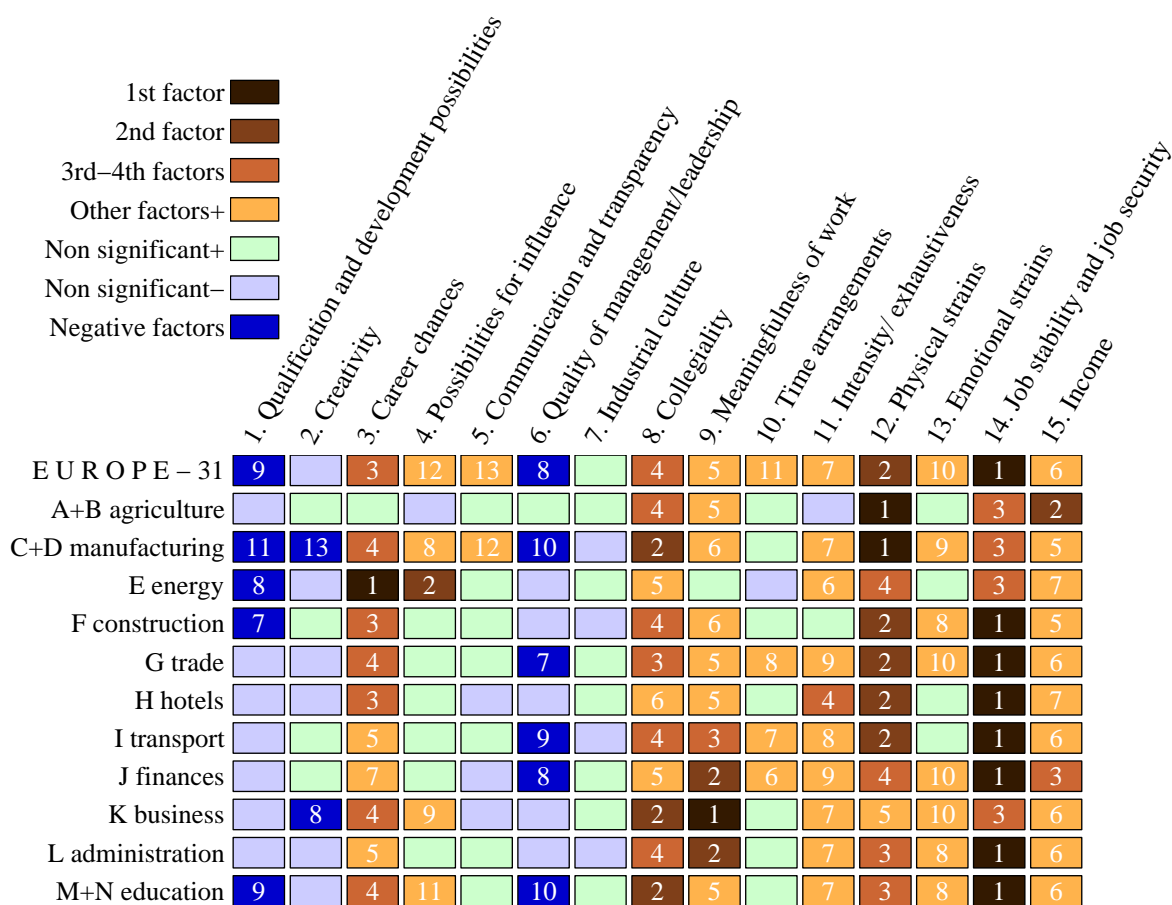 1st factor
2nd factor
3rd−4th factors
Other factors+
Non significant+
Non significant−
Negative factors
1. Qualification and development possibilities
2. Creativity
3. Career chances
4. Possibilities for influence
5. Communication and transparency
6. Quality of management/leadership
7. Industrial culture
8. Collegiality
9. Meaningfulness of work
10. Time arrangements
11. Intensity/ exhaustiveness
12. Physical strains
13. Emotional strains
14. Job stability and job security
15. Income
E U R O P E − 31 9 3 12 13 8 4 5 11 7 2 10 1 6
A+B agriculture 4 5 1 3 2
C+D manufacturing 11 13 4 8 12 10 2 6 7 1 9 3 5
E energy 8 1 2 5 6 4 3 7
F construction 7 3 4 6 2 8 1 5
G trade 4 7 3 5 8 9 2 10 1 6
H hotels 3 6 5 4 2 1 7
I transport 5 9 4 3 7 8 2 1 6
J finances 7 8 5 2 6 9 4 10 1 3
K business 8 4 9 2 1 7 5 10 3 6
L administration 5 4 2 7 3 8 1 6
M+N education 9 4 11 10 2 5 7 3 8 1 6